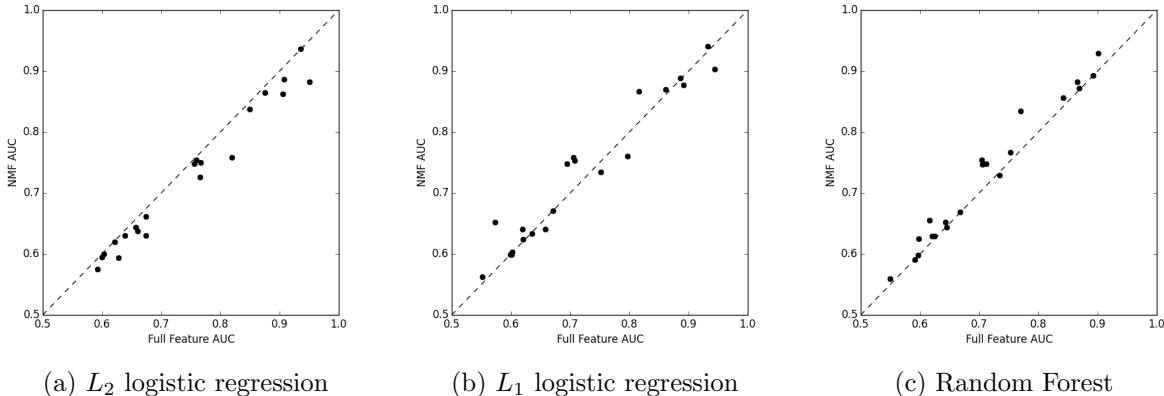 1.0
0.9
0.8
0.7
0.6
0.5
NMF AUC
0.5 0.6 0.7 0.8 0.9 1.0
Full Feature AUC
(a) L₂ logistic regression
1.0
0.9
0.8
0.7
0.6
0.5
NMF AUC
0.5 0.6 0.7 0.8 0.9 1.0
Full Feature AUC
(b) L₁ logistic regression
1.0
0.9
0.8
0.7
0.6
0.5
NMF AUC
0.5 0.6 0.7 0.8 0.9 1.0
Full Feature AUC
(c) Random Forest